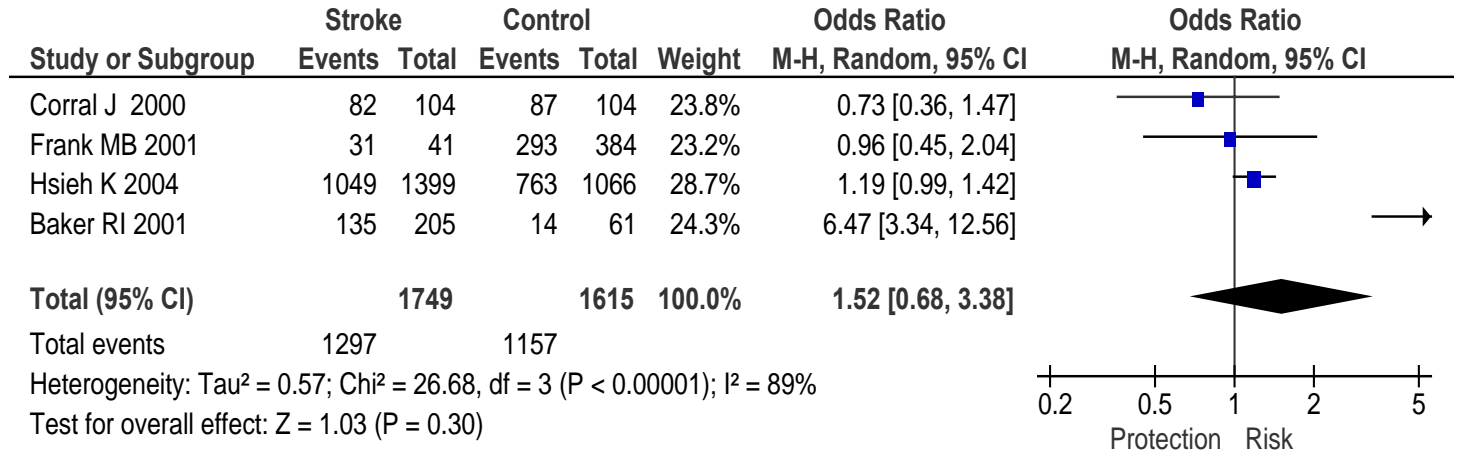 Stroke Control Odds Ratio Odds Ratio
Study or Subgroup Events Total Events Total Weight M-H, Random, 95% CI M-H, Random, 95% CI
Corral J 2000 82 104 87 104 23.8% 0.73 [0.36, 1.47]
Frank MB 2001 31 41 293 384 23.2% 0.96 [0.45, 2.04]
Hsieh K 2004 1049 1399 763 1066 28.7% 1.19 [0.99, 1.42]
Baker RI 2001 135 205 14 61 24.3% 6.47 [3.34, 12.56]
Total (95% CI) 1749 1615 100.0% 1.52 [0.68, 3.38]
Total events 1297 1157
Heterogeneity: Tau² = 0.57; Chi² = 26.68, df = 3 (P < 0.00001); I² = 89%
Test for overall effect: Z = 1.03 (P = 0.30)
0.2 0.5 1 2 5
Protection Risk